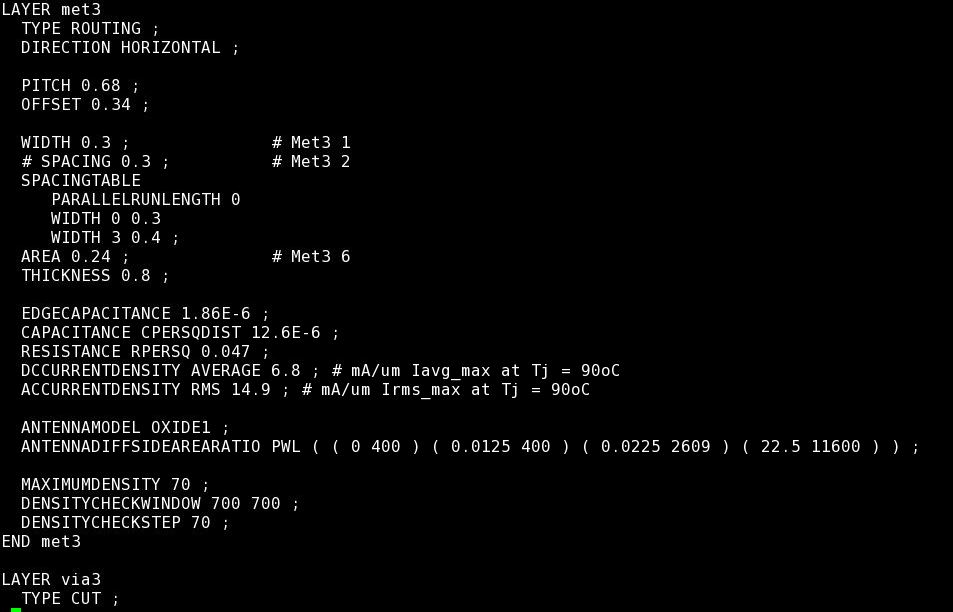 LAYER met3
  TYPE ROUTING ;
  DIRECTION HORIZONTAL ;

  PITCH 0.68 ;
  OFFSET 0.34 ;

  WIDTH 0.3 ;              # Met3 1
  # SPACING 0.3 ;          # Met3 2
  SPACINGTABLE
     PARALLELRUNLENGTH 0
     WIDTH 0 0.3
     WIDTH 3 0.4 ;
  AREA 0.24 ;              # Met3 6
  THICKNESS 0.8 ;

  EDGECAPACITANCE 1.86E-6 ;
  CAPACITANCE CPERSQDIST 12.6E-6 ;
  RESISTANCE RPERSQ 0.047 ;
  DCCURRENTDENSITY AVERAGE 6.8 ; # mA/um Iavg_max at Tj = 90oC
  ACCURRENTDENSITY RMS 14.9 ; # mA/um Irms_max at Tj = 90oC

  ANTENNAMODEL OXIDE1 ;
  ANTENNADIFFSIDEAREARATIO PWL ( ( 0 400 ) ( 0.0125 400 ) ( 0.0225 2609 ) ( 22.5 11600 ) ) ;

  MAXIMUMDENSITY 70 ;
  DENSITYCHECKWINDOW 700 700 ;
  DENSITYCHECKSTEP 70 ;
END met3

LAYER via3
  TYPE CUT ;